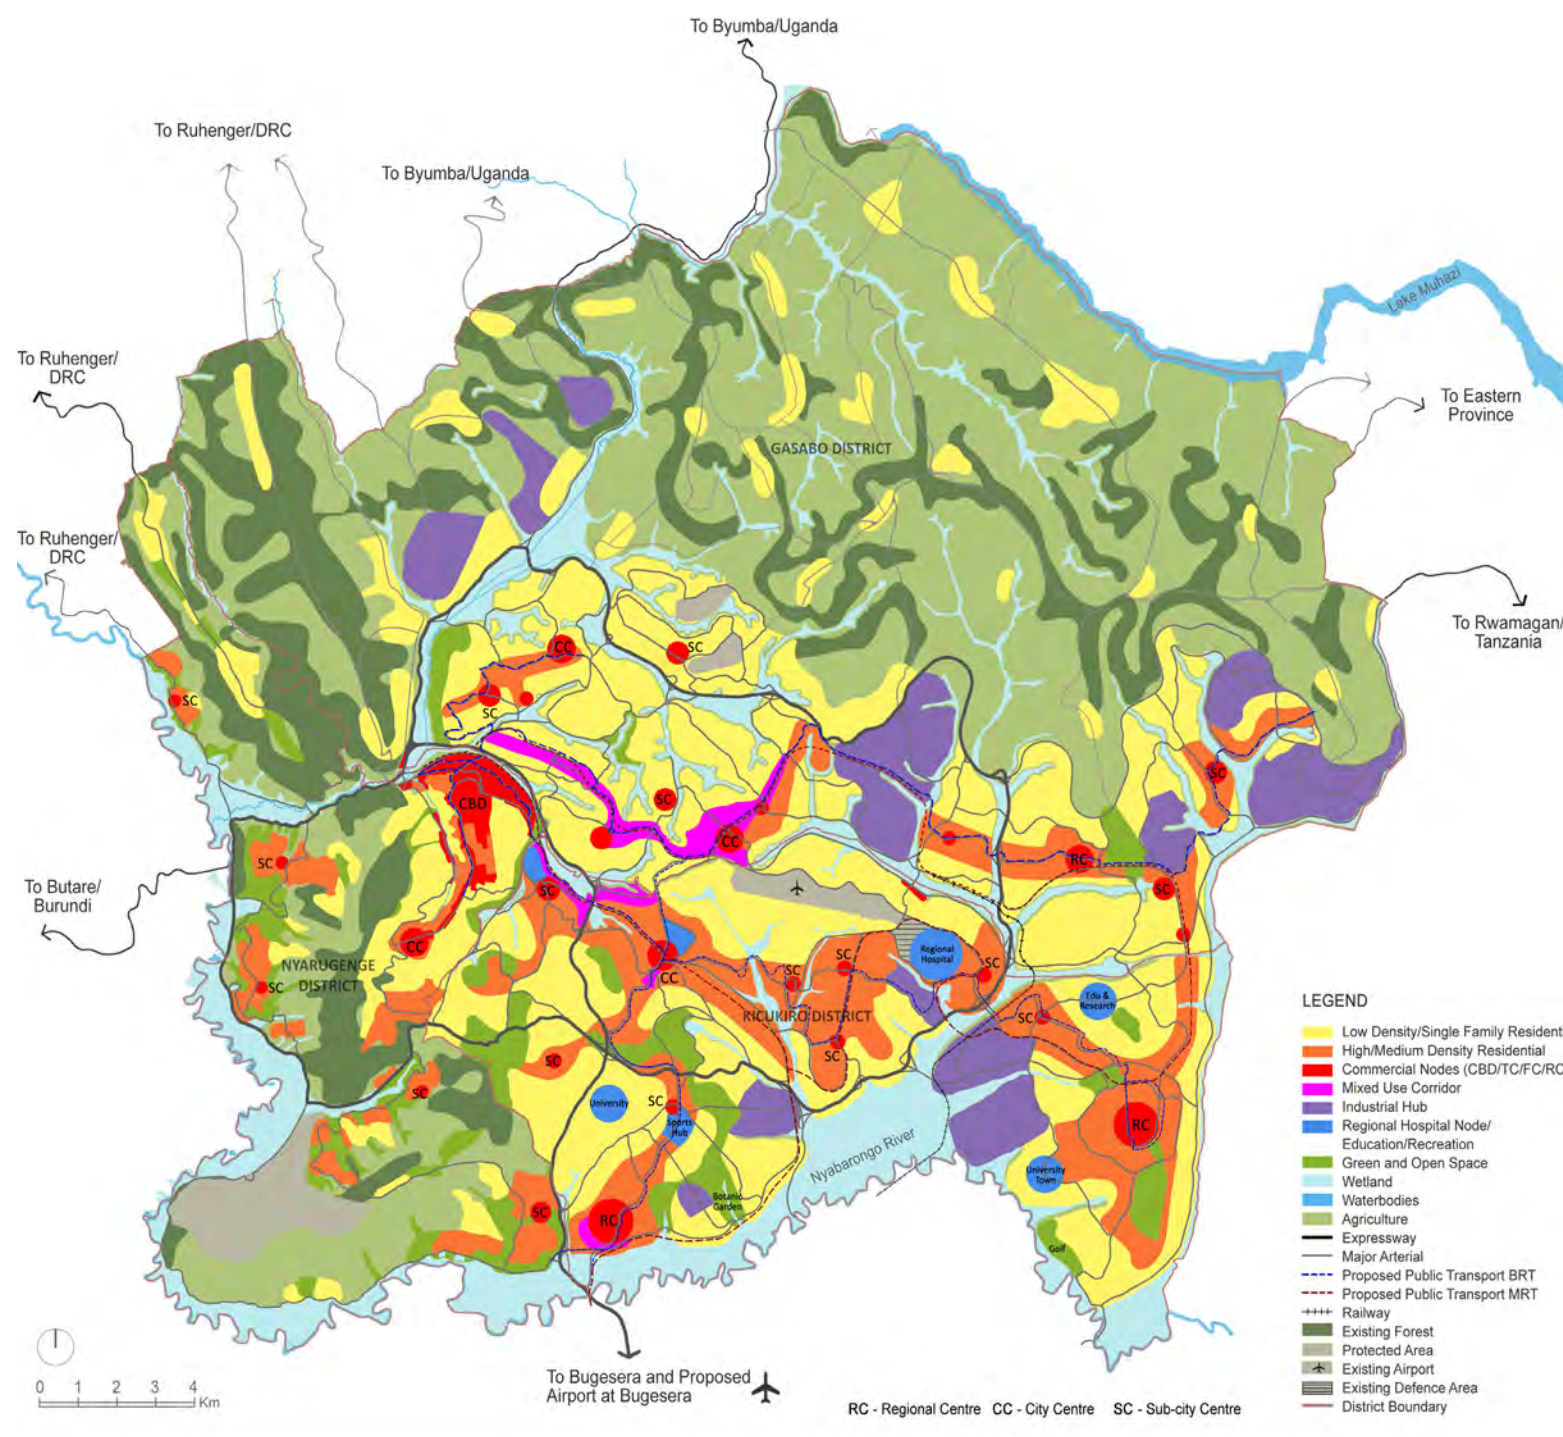 To Byumba/Uganda
To Ruhenger/DRC
To Byumba/Uganda
Lake Muhazi
To Ruhenger/
DRC
To Eastern
Province
GASABO DISTRICT
To Ruhenger/
DRC
To Rwamagan/
Tanzania
CC
SC
SC
SC
SC
CBD
SC
CC
RC
SC
SC
To Butare/
Burundi
SC
CC
Regional
Hospital
NYARUGENGE
DISTRICT
SC
SC
SC
SC
CC
Edu &
Research
SC
KICUKIRO DISTRICT
SC
SC
SC
University
SC
Sports
Hub
RC
Nyabarongo River
University
Town
Botanic
Garden
SC
RC
Golf
LEGEND
Low Density/Single Family Resident
High/Medium Density Residential
Commercial Nodes (CBD/TC/FC/RC
Mixed Use Corridor
Industrial Hub
Regional Hospital Node/
Education/Recreation
Green and Open Space
Wetland
Waterbodies
Agriculture
Expressway
Major Arterial
Proposed Public Transport BRT
Proposed Public Transport MRT
Railway
Existing Forest
Protected Area
Existing Airport
Existing Defence Area
District Boundary
0 1 2 3 4
Km
To Bugesera and Proposed
Airport at Bugesera
RC - Regional Centre CC - City Centre SC - Sub-city Centre